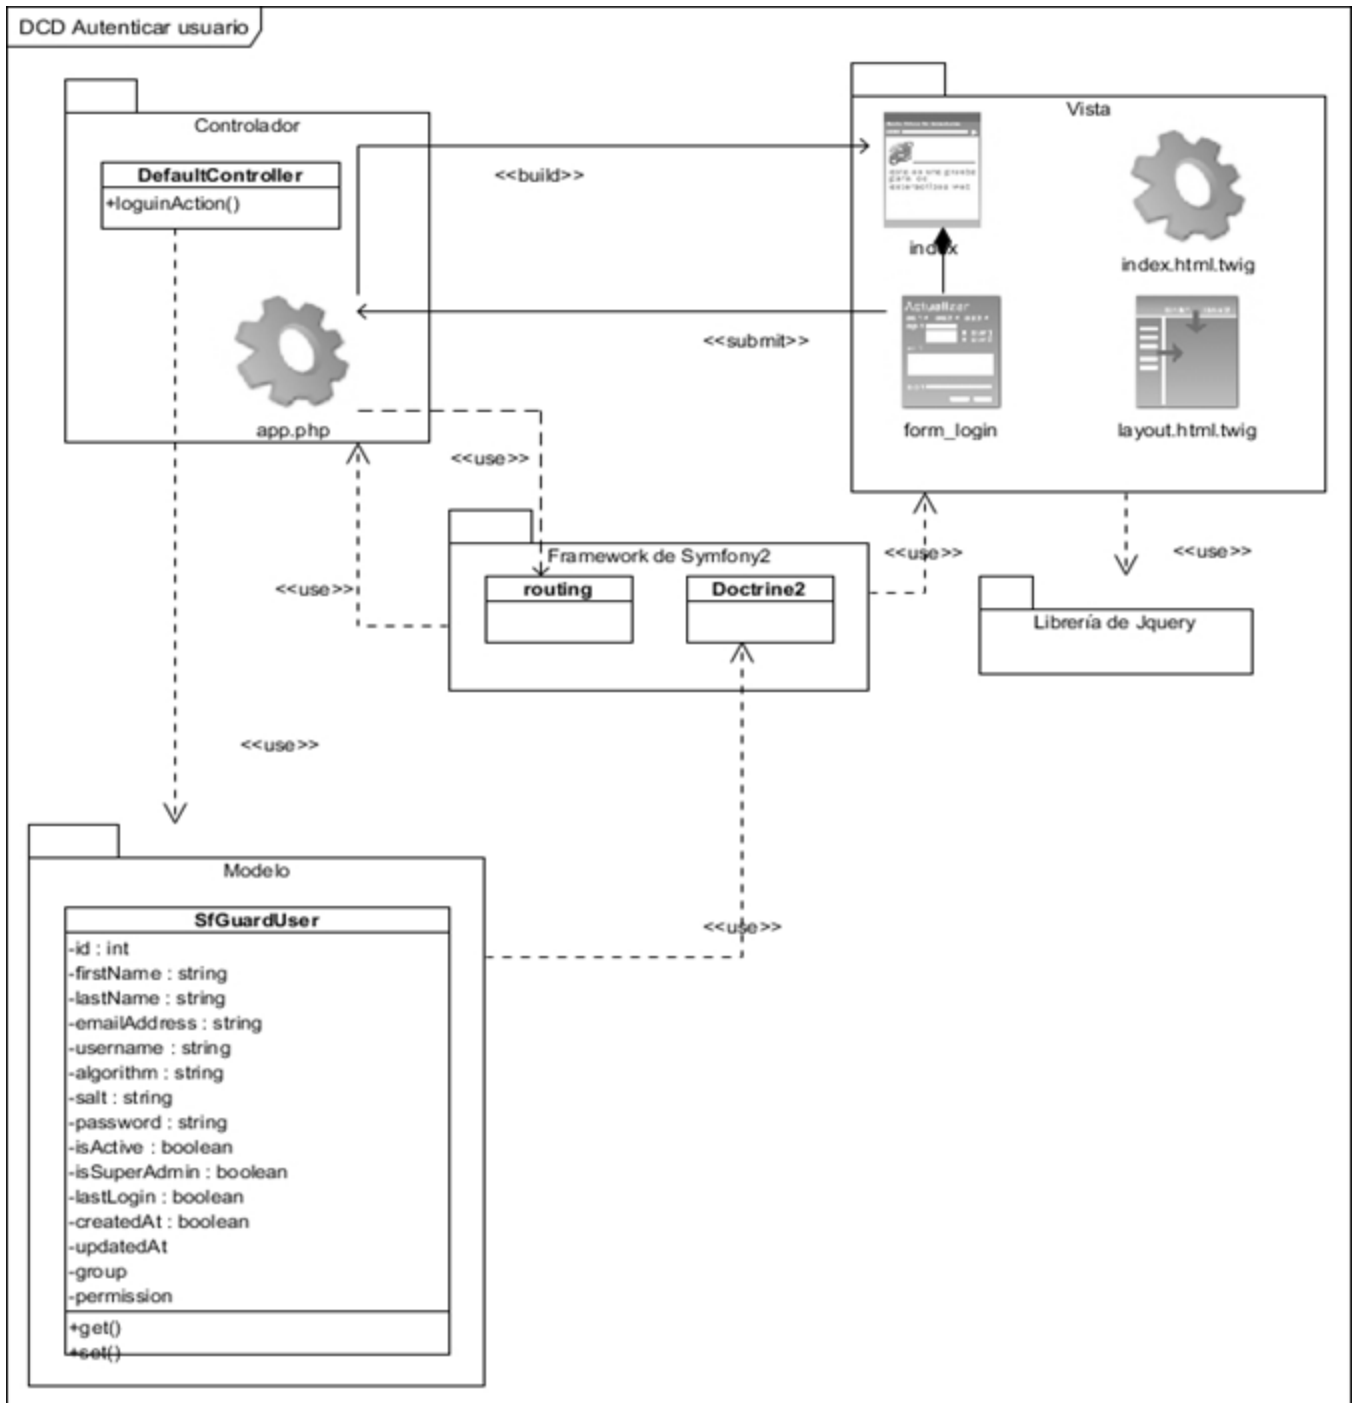 DCD Autenticar usuario
Controlador
DefaultController
+loguinAction()
app.php
<<build>>
<<submit>>
Vista
index
index.html.twig
Actualizar
form_login
layout.html.twig
<<use>>
<<use>>
<<use>>
<<use>>
Framework de Symfony2
routing
Doctrine2
Librería de Jquery
<<use>>
<<use>>
Modelo
SfGuardUser
-id : int
-firstName : string
-lastName : string
-emailAddress : string
-username : string
-algorithm : string
-salt : string
-password : string
-isActive : boolean
-isSuperAdmin : boolean
-lastLogin : boolean
-createdAt : boolean
-updatedAt
-group
-permission
+get()
+set()